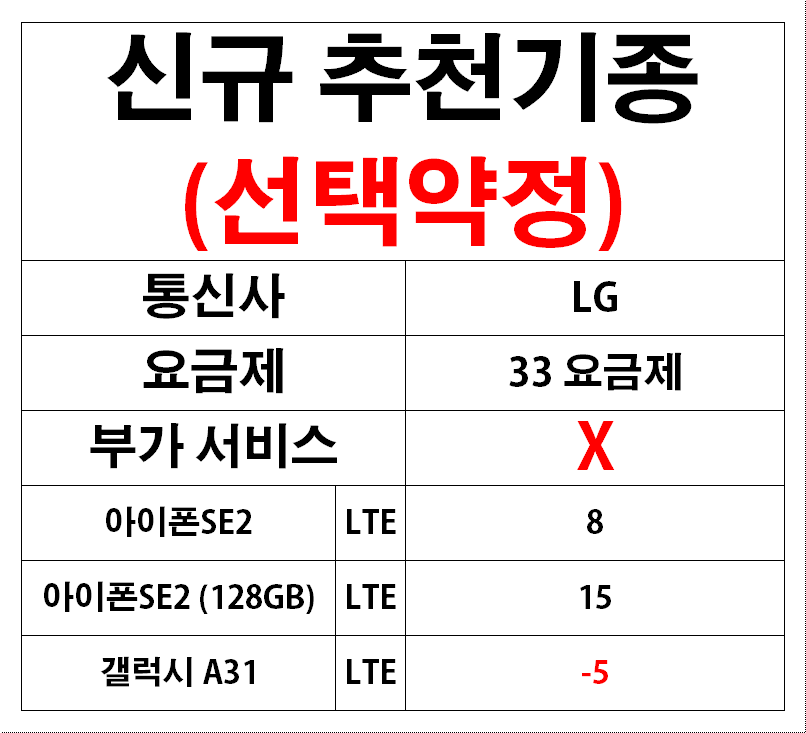 신규 추천기종
(선택약정)
통신사 LG
요금제 33 요금제
부가 서비스 X
아이폰SE2 LTE 8
아이폰SE2 (128GB) LTE 15
갤럭시 A31 LTE -5